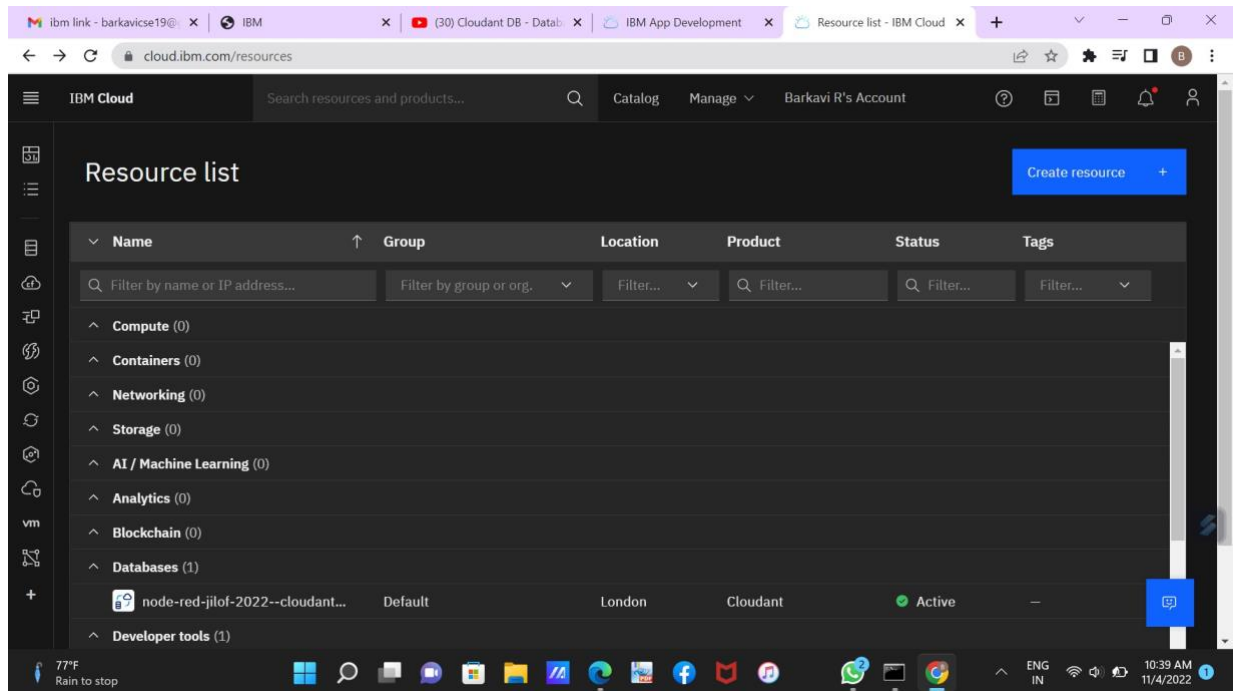 ibm link - barkavicse19@
IBM
(30) Cloudant DB - Datab
IBM App Development
Resource list - IBM Cloud
cloud.ibm.com/resources
B
IBM Cloud
Search resources and products...
Catalog
Manage
Barkavi R's Account
Resource list
Create resource +
Name
Group
Location
Product
Status
Tags
Filter by name or IP address...
Filter by group or org.
Filter...
Filter...
Filter...
Filter...
Compute (0)
Containers (0)
Networking (0)
Storage (0)
AI / Machine Learning (0)
Analytics (0)
Blockchain (0)
vm
Databases (1)
node-red-jilof-2022--cloudant...
Default
London
Cloudant
Active
—
Developer tools (1)
77°F
Rain to stop
2
ENG
IN
10:39 AM
11/4/2022
1